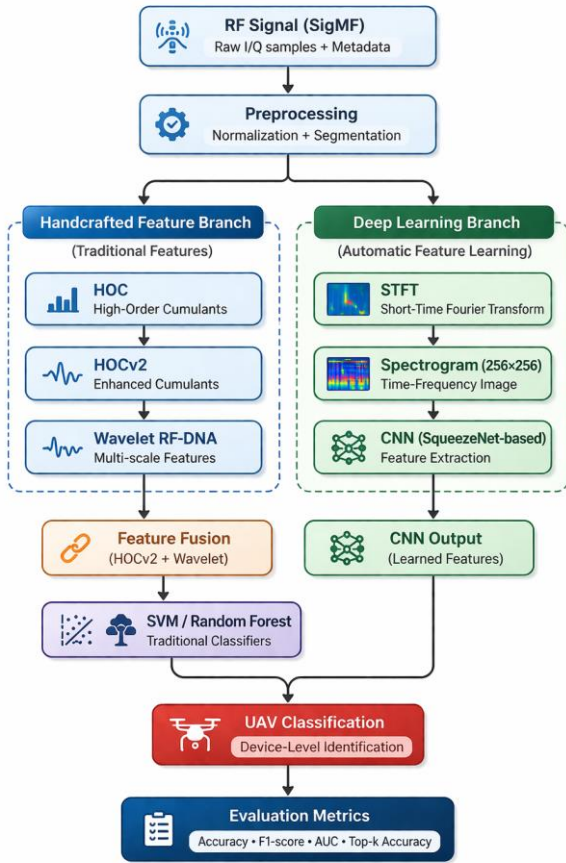 RF Signal (SigMF)
Raw I/Q samples + Metadata
Preprocessing
Normalization + Segmentation
Handcrafted Feature Branch
(Traditional Features)
HOC
High-Order Cumulants
HOCv2
Enhanced Cumulants
Wavelet RF-DNA
Multi-scale Features
Deep Learning Branch
(Automatic Feature Learning)
STFT
Short-Time Fourier Transform
Spectrogram (256×256)
Time-Frequency Image
CNN (SqueezeNet-based)
Feature Extraction
Feature Fusion
(HOCv2 + Wavelet)
CNN Output
(Learned Features)
SVM / Random Forest
Traditional Classifiers
UAV Classification
Device-Level Identification
Evaluation Metrics
Accuracy • F1-score • AUC • Top-k Accuracy